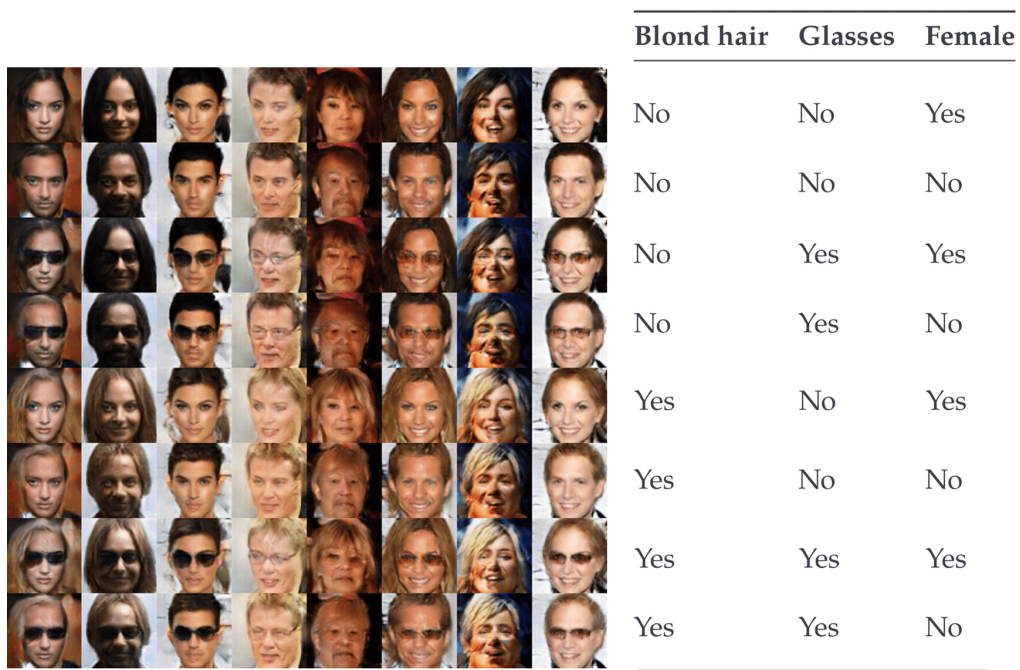 Blond hair Glasses Female
No No Yes
No No No
No Yes Yes
No Yes No
Yes No Yes
Yes No No
Yes Yes Yes
Yes Yes No